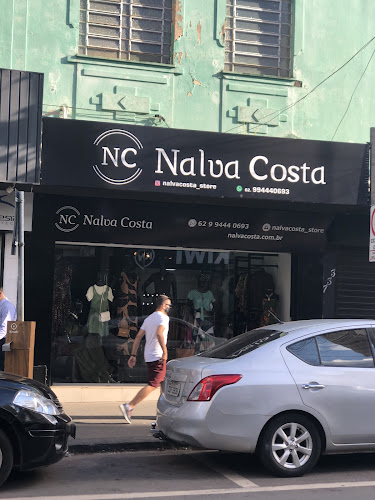 NC Nalva Costa
nalvacosta_store 62. 994440693
NC Nalva Costa 62 9 9444 0693 nalvacosta_store
nalvacosta.com.br